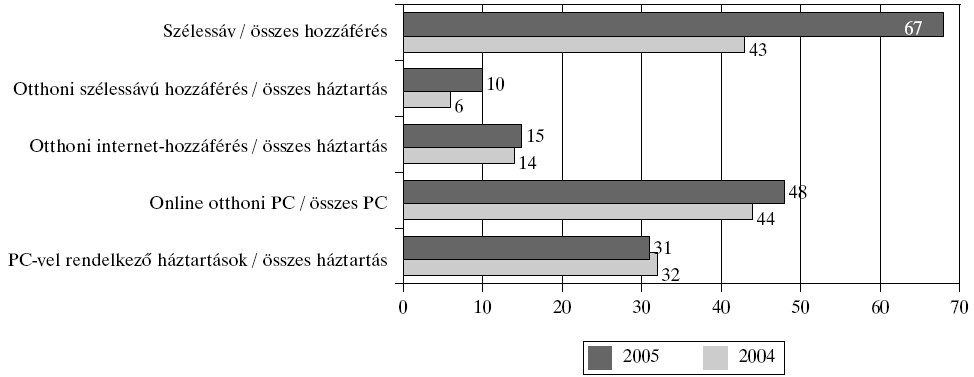 Szélessáv / összes hozzáférés
67
43
Otthoni szélessávú hozzáférés / összes háztartás
10
6
Otthoni internet-hozzáférés / összes háztartás
15
14
Online otthoni PC / összes PC
48
44
PC-vel rendelkező háztartások / összes háztartás
31
32
0 10 20 30 40 50 60 70
2005 2004